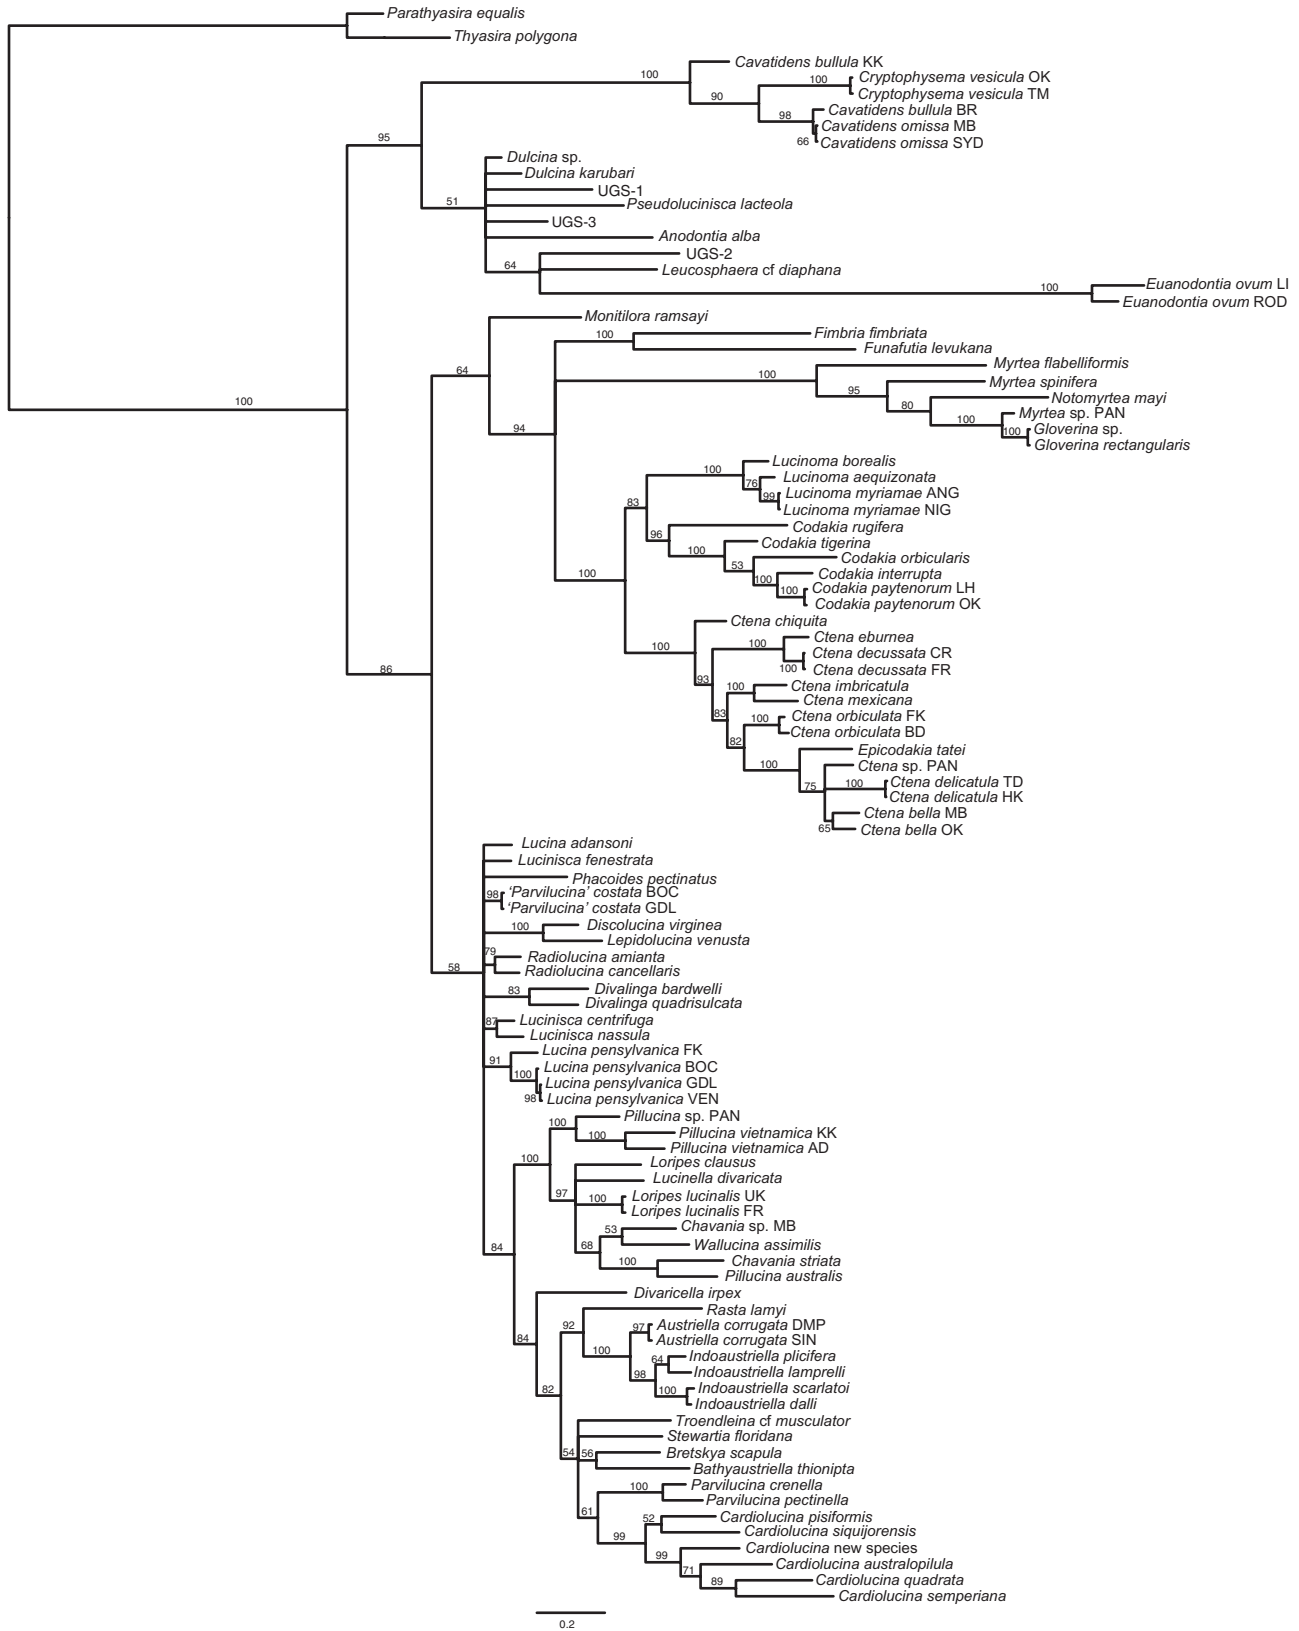 Parathyasira equalis
Thyasira polygona
Cavatidens bullula KK
100
Cryptophysema vesicula OK
100
Cryptophysema vesicula TM
90
Cavatidens bullula BR
98
Cavatidens omissa MB
95
66
Cavatidens omissa SYD
Dulcina sp.
Dulcina karubari
UGS-1
51
Pseudolucinisca lacteola
UGS-3
Anodontia alba
UGS-2
64
Leucosphaera cf diaphana
100
Euanodontia ovum LI
Euanodontia ovum ROD
Monitilora ramsayi
100
Fimbria fimbriata
Funafutia levukana
Myrtea flabelliformis
64
100
Myrtea spinifera
95
100
80
Notomyrtea mayi
Myrtea sp. PAN
94
100
100
Gloverina sp.
Gloverina rectangularis
Lucinoma borealis
100
Lucinoma aequizonata
76
99
Lucinoma myriamae ANG
83
Lucinoma myriamae NIG
Codakia rugifera
96
Codakia tigerina
100
Codakia orbicularis
53
100
100
Codakia interrupta
100
Codakia paytenorum LH
Codakia paytenorum OK
Ctena chiquita
100
100
Ctena eburnea
Ctena decussata CR
86
100
Ctena decussata FR
93
100
Ctena imbricatula
Ctena mexicana
83
100
Ctena orbiculata FK
Ctena orbiculata BD
82
Epicodakia tatei
100
Ctena sp. PAN
75
100
Ctena delicatula TD
Ctena delicatula HK
Ctena bella MB
65
Ctena bella OK
Lucina adansoni
Lucinisca fenestrata
Phacoides pectinatus
98
‘Parvilucina’ costata BOC
‘Parvilucina’ costata GDL
100
Discolucina virginea
Lepidolucina venusta
79
Radiolucina amianta
58
Radiolucina cancellaris
83
Divalinga bardwelli
Divalinga quadrisulcata
87
Lucinisca centrifuga
Lucinisca nassula
Lucina pensylvanica FK
91
Lucina pensylvanica BOC
100
Lucina pensylvanica GDL
98
Lucina pensylvanica VEN
100
Pillucina sp. PAN
100
Pillucina vietnamica KK
Pillucina vietnamica AD
100
Loripes clausus
Lucinella divaricata
97
100
Loripes lucinalis UK
Loripes lucinalis FR
53
Chavania sp. MB
84
68
Wallucina assimilis
100
Chavania striata
Pillucina australis
Divaricella irpex
Rasta lamyi
92
97
Austriella corrugata DMP
84
Austriella corrugata SIN
100
64
Indoaustriella plicifera
98
Indoaustriella lamprelli
82
100
Indoaustriella scarlatoi
Indoaustriella dalli
Troendleina cf musculator
Stewartia floridana
54
56
Bretskya scapula
Bathyaustriella thionipta
100
Parvilucina crenella
Parvilucina pectinella
61
52
Cardiolucina pisiformis
99
Cardiolucina siquijorensis
99
Cardiolucina new species
71
Cardiolucina australopilula
89
Cardiolucina quadrata
Cardiolucina semperiana
0.2